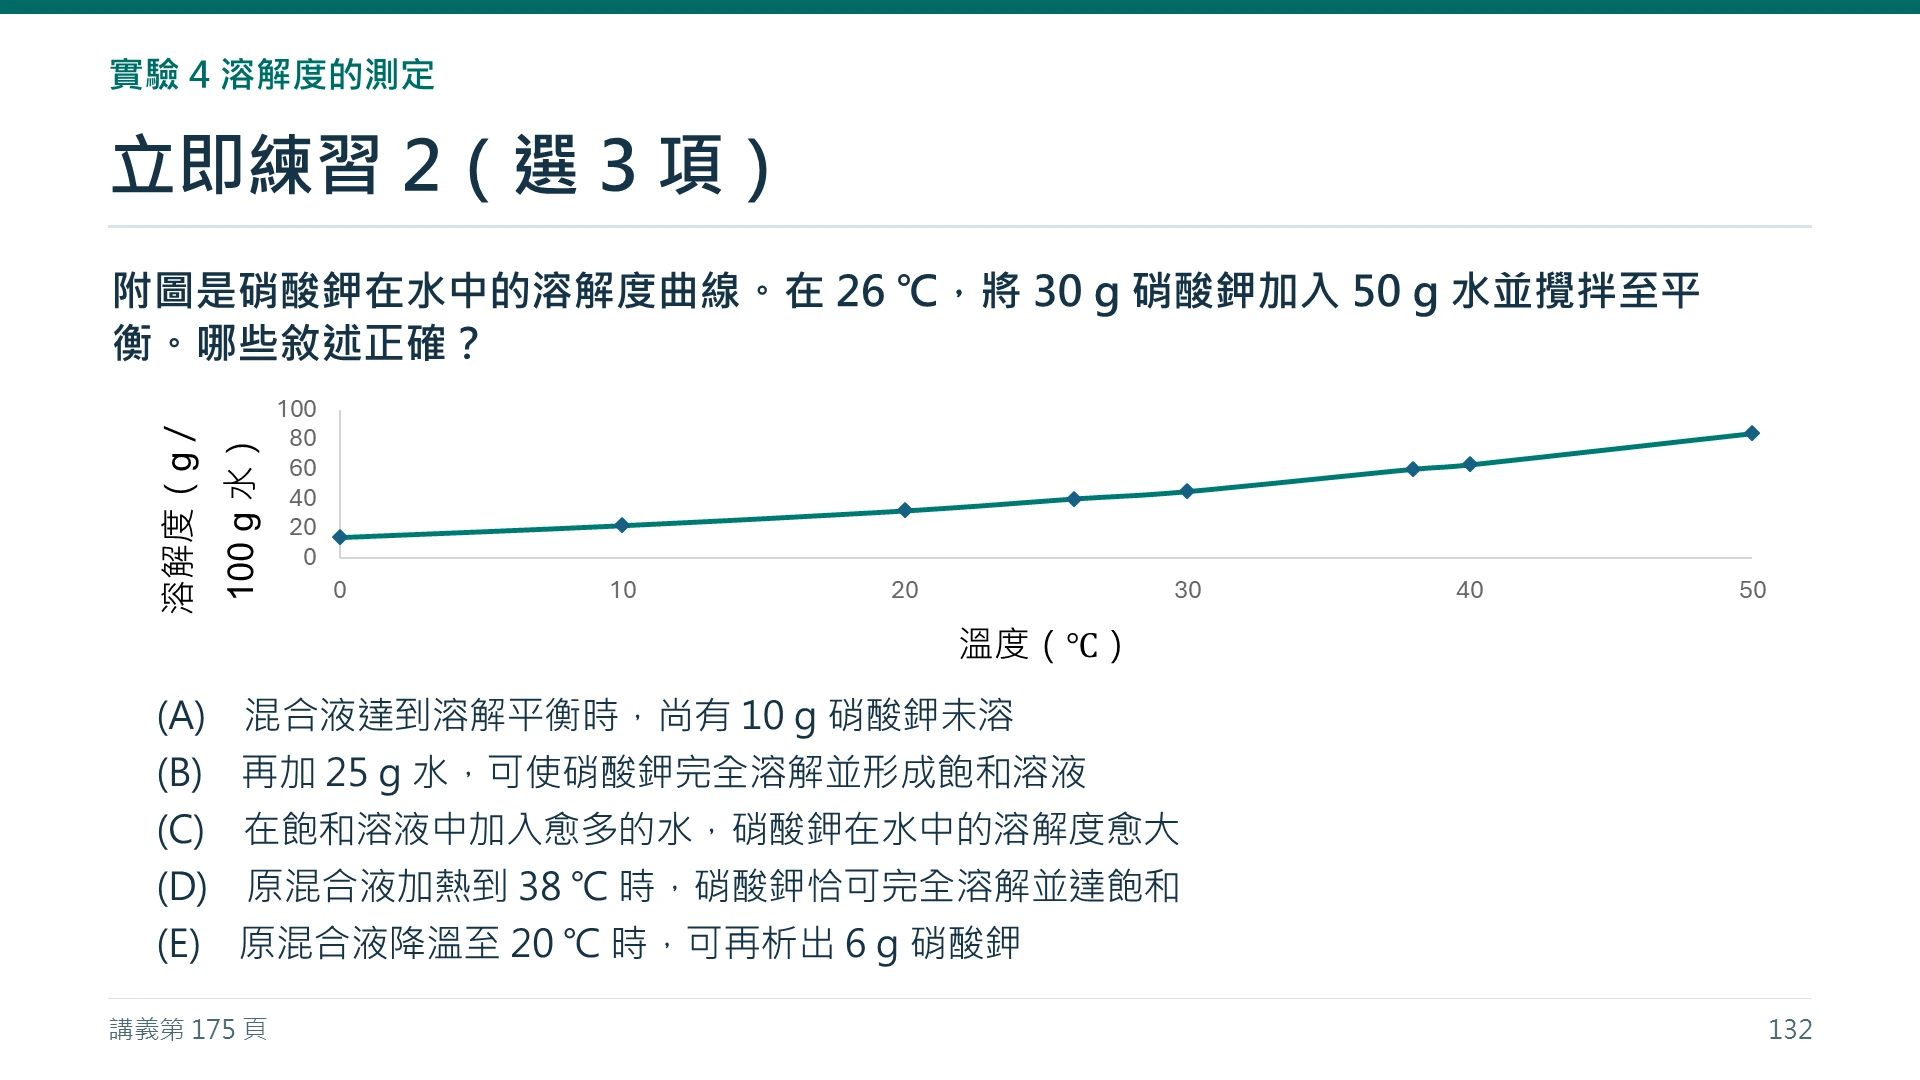 實驗 4 溶解度的測定
立即練習 2（選 3 項）
附圖是硝酸鉀在水中的溶解度曲線。在 26 ℃，將 30 g 硝酸鉀加入 50 g 水並攪拌至平
衡。哪些敘述正確？
溶解度（g /
100 g 水）
100
80
60
40
20
0
0 10 20 30 40 50
溫度（℃）
(A) 混合液達到溶解平衡時，尚有 10 g 硝酸鉀未溶
(B) 再加 25 g 水，可使硝酸鉀完全溶解並形成飽和溶液
(C) 在飽和溶液中加入愈多的水，硝酸鉀在水中的溶解度愈大
(D) 原混合液加熱到 38 ℃ 時，硝酸鉀恰可完全溶解並達飽和
(E) 原混合液降溫至 20 ℃ 時，可再析出 6 g 硝酸鉀
講義第 175 頁
132